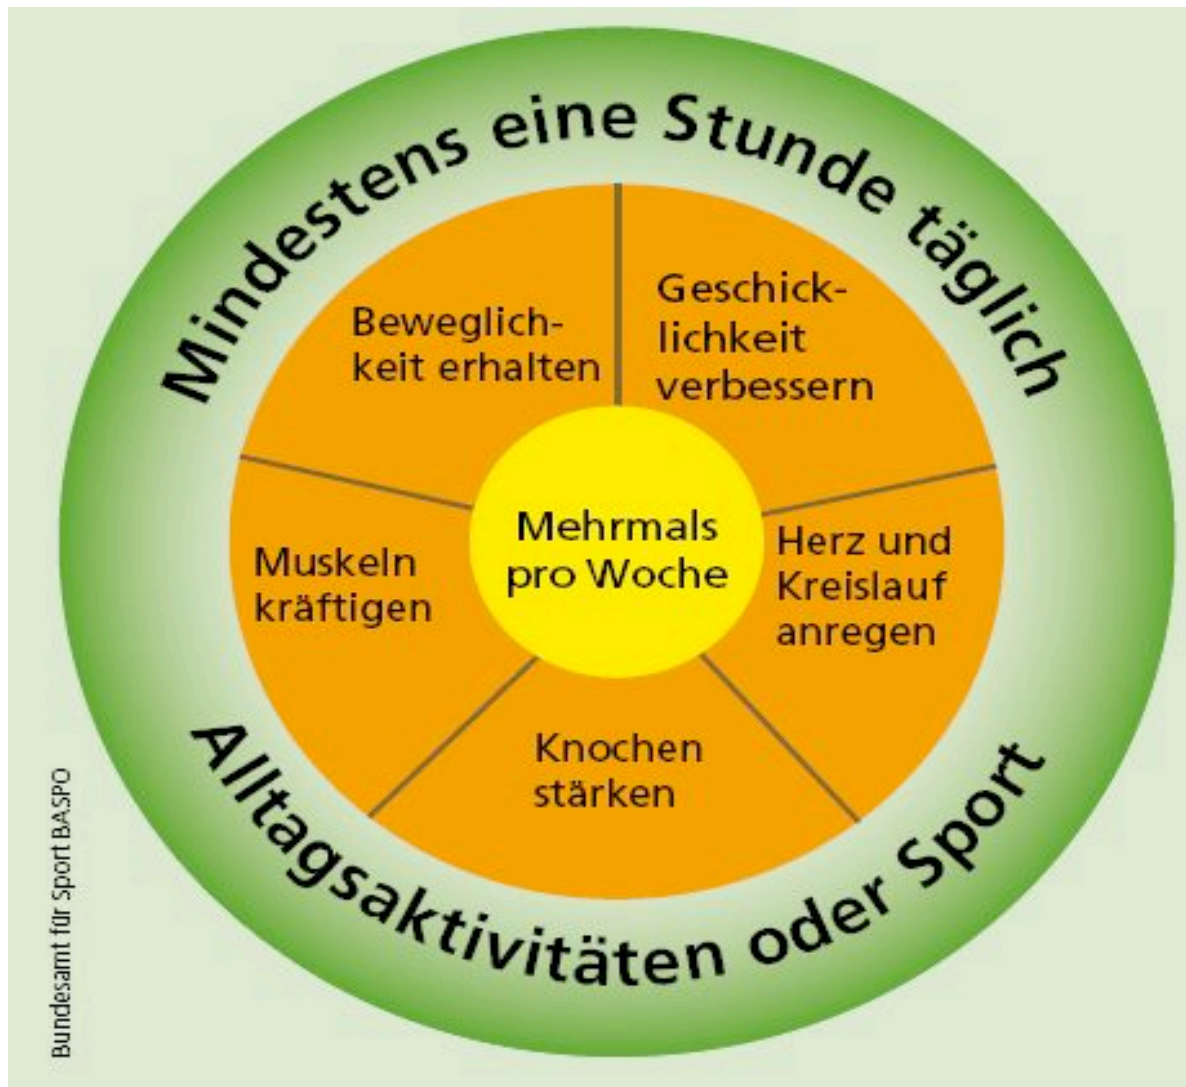 Mindestens eine Stunde täglich
Geschick-
lichkeit
verbessern
Beweglich-
keit erhalten
Mehrmals
pro Woche
Herz und
Kreislauf
anregen
Muskeln
kräftigen
Knochen
stärken
Alltagsaktivitäten oder Sport
Bundesamt für Sport BASPO